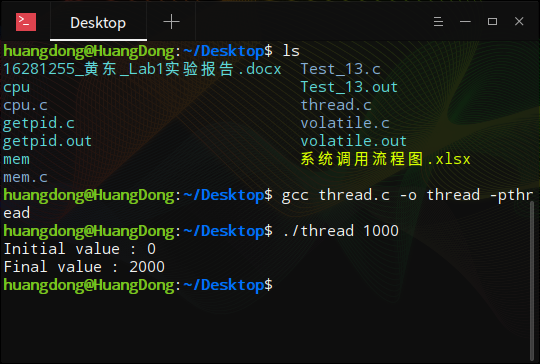 Desktop
huangdong@HuangDong:~/Desktop$ ls
16281255_黄东_Lab1实验报告.docx  Test_13.c
cpu  Test_13.out
cpu.c  thread.c
getpid.c  volatile.c
getpid.out  volatile.out
mem  系统调用流程图.xlsx
mem.c
huangdong@HuangDong:~/Desktop$ gcc thread.c -o thread -pthr
ead
huangdong@HuangDong:~/Desktop$ ./thread 1000
Initial value : 0
Final value : 2000
huangdong@HuangDong:~/Desktop$